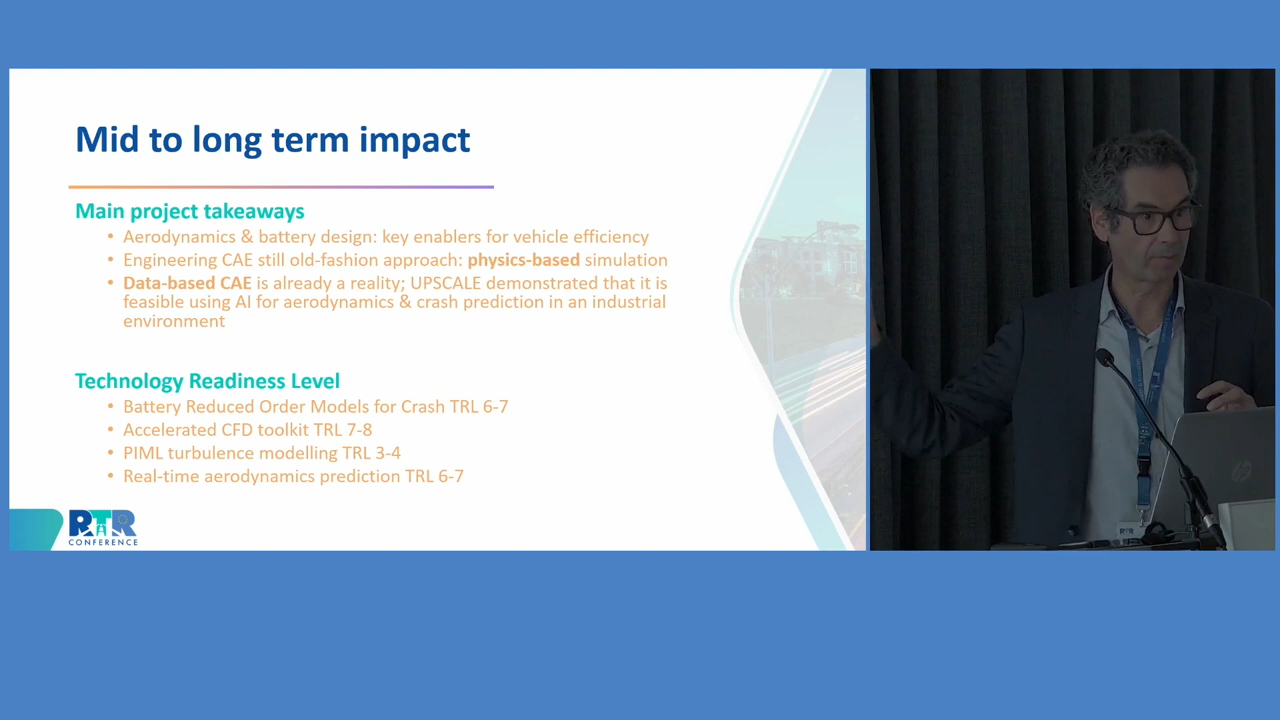 Mid to long term impact
Main project takeaways
• Aerodynamics & battery design: key enablers for vehicle efficiency
• Engineering CAE still old-fashion approach: physics-based simulation
• Data-based CAE is already a reality; UPSCALE demonstrated that it is
feasible using AI for aerodynamics & crash prediction in an industrial
environment
Technology Readiness Level
• Battery Reduced Order Models for Crash TRL 6-7
• Accelerated CFD toolkit TRL 7-8
• PIML turbulence modelling TRL 3-4
• Real-time aerodynamics prediction TRL 6-7
RTR
CONFERENCE
hp
RTR